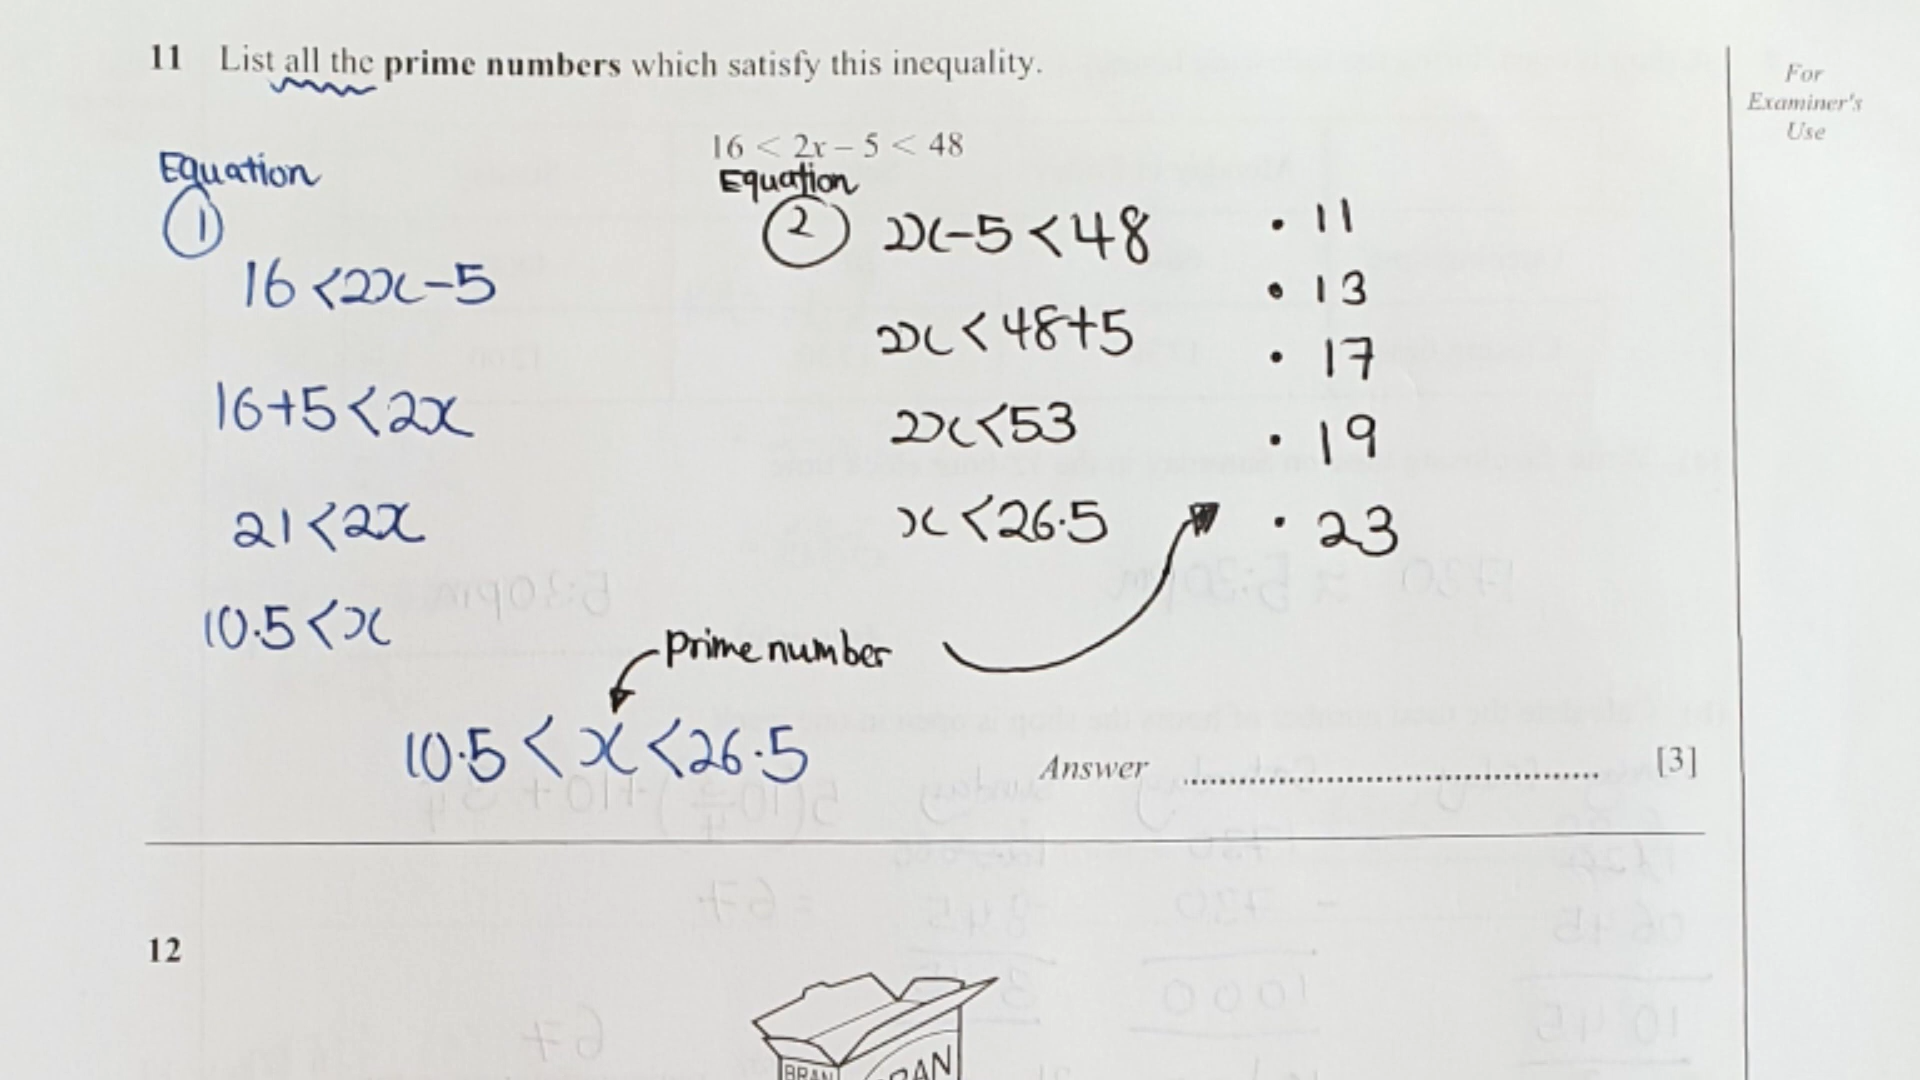 11 List all the prime numbers which satisfy this inequality.
For
Examiner's
Use
16 < 2x – 5 < 48
Equation
1
16 < 2x - 5
16 + 5 < 2x
21 < 2x
10.5 < x
Equation
2
2x - 5 < 48
2x < 48 + 5
2x < 53
x < 26.5
• 11
• 13
• 17
• 19
• 23
Prime number
10.5 < x < 26.5
Answer ........................................ [3]
12
BRAN
RAN